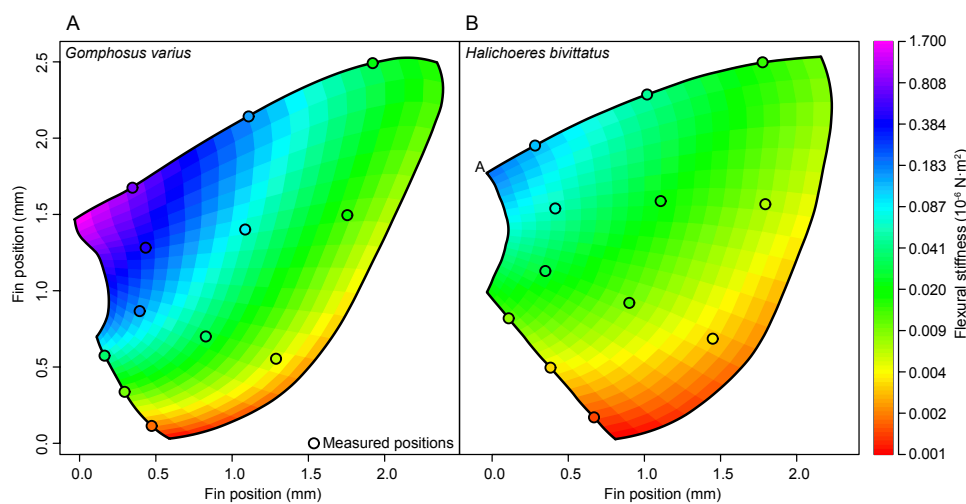 A
B
Gomphosus varius
Halichoeres bivittatus
A
Measured positions
2.5
2.0
1.5
1.0
0.5
0.0
Fin position (mm)
0.0 0.5 1.0 1.5 2.0
Fin position (mm)
0.0 0.5 1.0 1.5 2.0
Fin position (mm)
1.700
0.808
0.384
0.183
0.087
0.041
0.020
0.009
0.004
0.002
0.001
Flexural stiffness (10⁻⁶ N·m²)